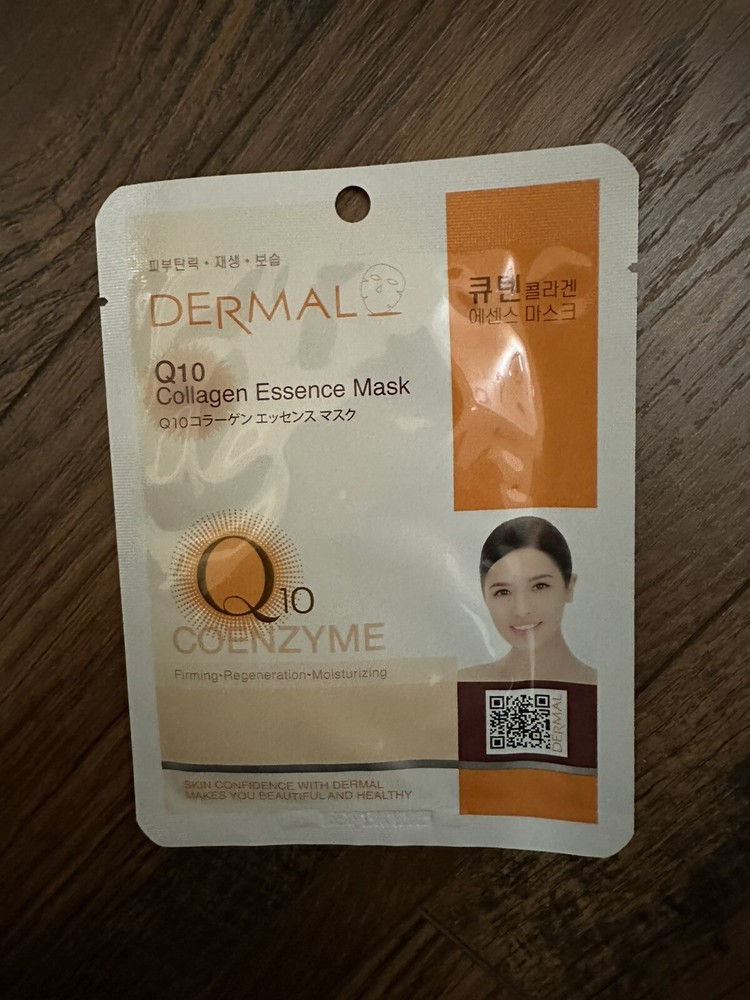 피부탄력 • 재생 • 보습
DERMAL
Q10
Collagen Essence Mask
Q10コラーゲン エッセンス マスク
큐텐콜라겐
에센스 마스크
Q10
COENZYME
Firming•Regeneration•Moisturizing
DERMAL
SKIN CONFIDENCE WITH DERMAL
MAKES YOU BEAUTIFUL AND HEALTHY